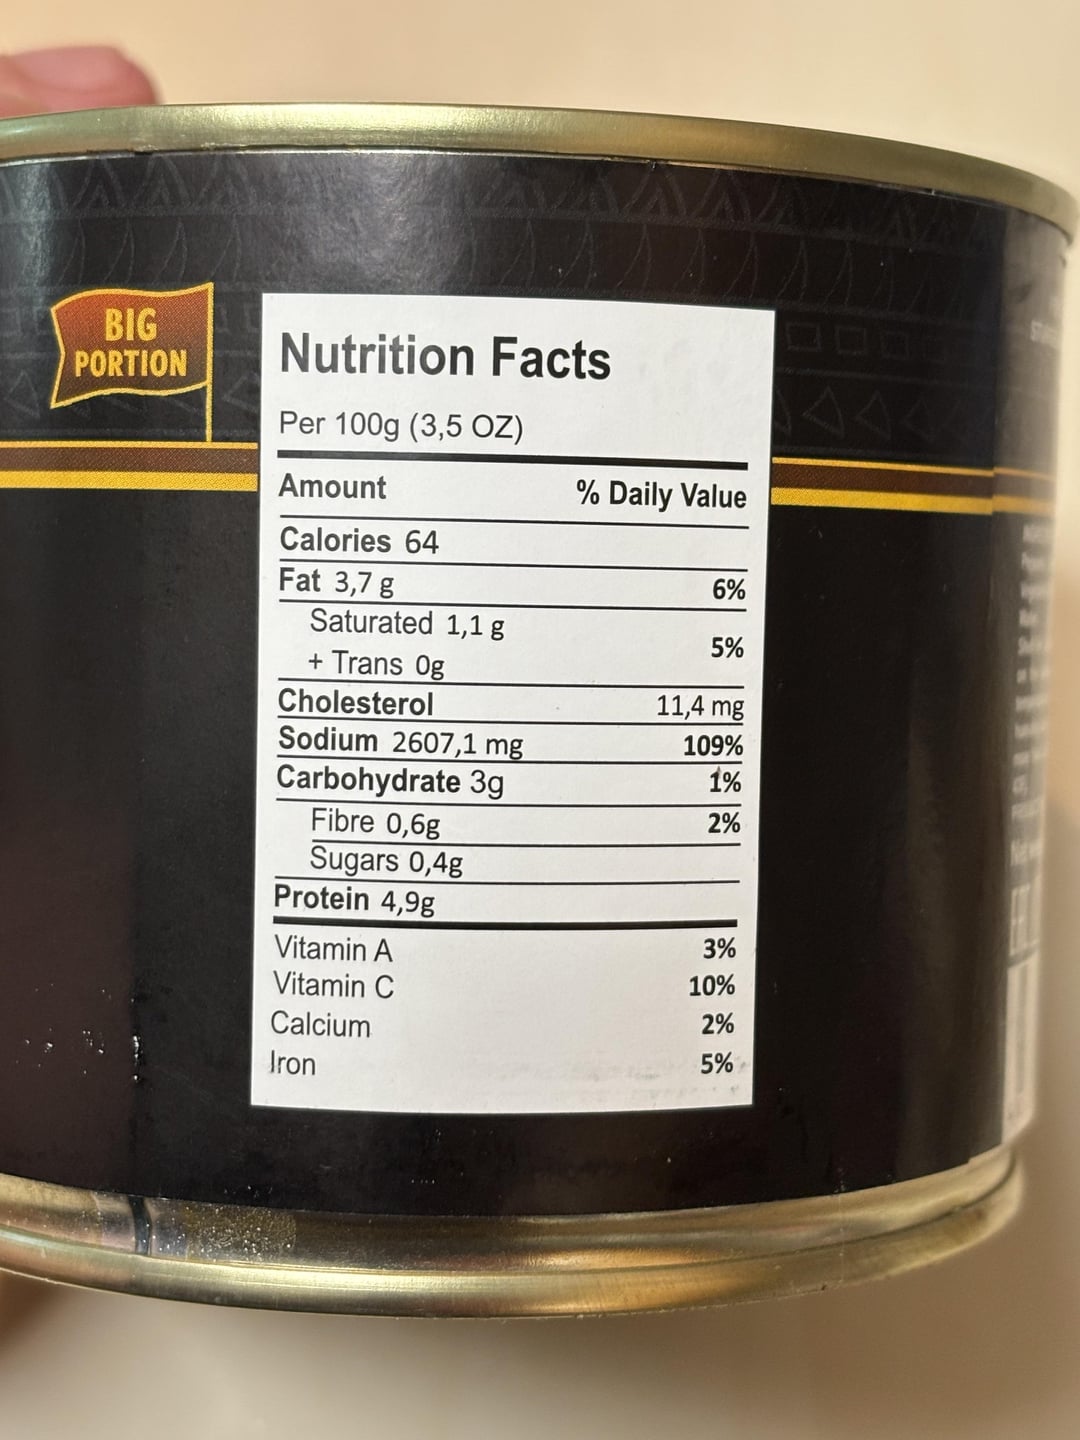 BIG
PORTION
Nutrition Facts
Per 100g (3,5 OZ)
Amount % Daily Value
Calories 64
Fat 3,7 g 6%
Saturated 1,1 g
+ Trans 0g 5%
Cholesterol 11,4 mg
Sodium 2607,1 mg 109%
Carbohydrate 3g 1%
Fibre 0,6g 2%
Sugars 0,4g
Protein 4,9g
Vitamin A 3%
Vitamin C 10%
Calcium 2%
Iron 5%